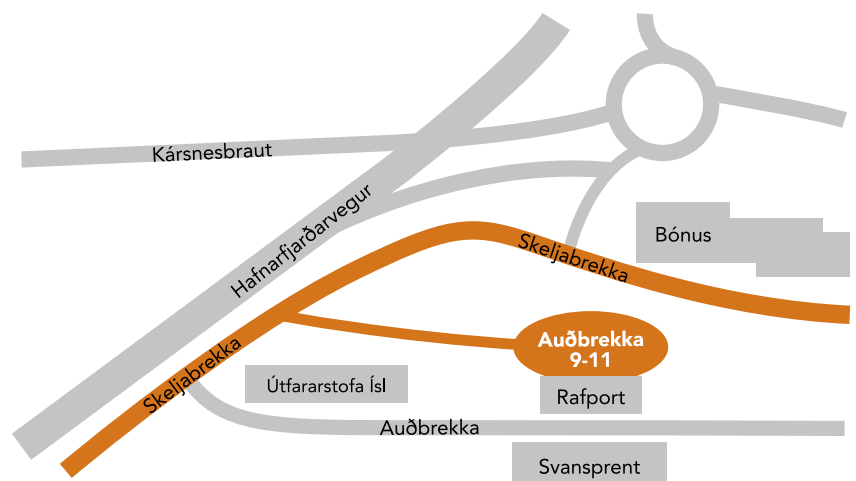 Kársnesbraut
Hafnarfjarðarvegur
Skeljabrekka
Bónus
Auðbrekka
9-11
Skeljabrekka
Útfararstofa Ísl
Rafport
Auðbrekka
Svansprent